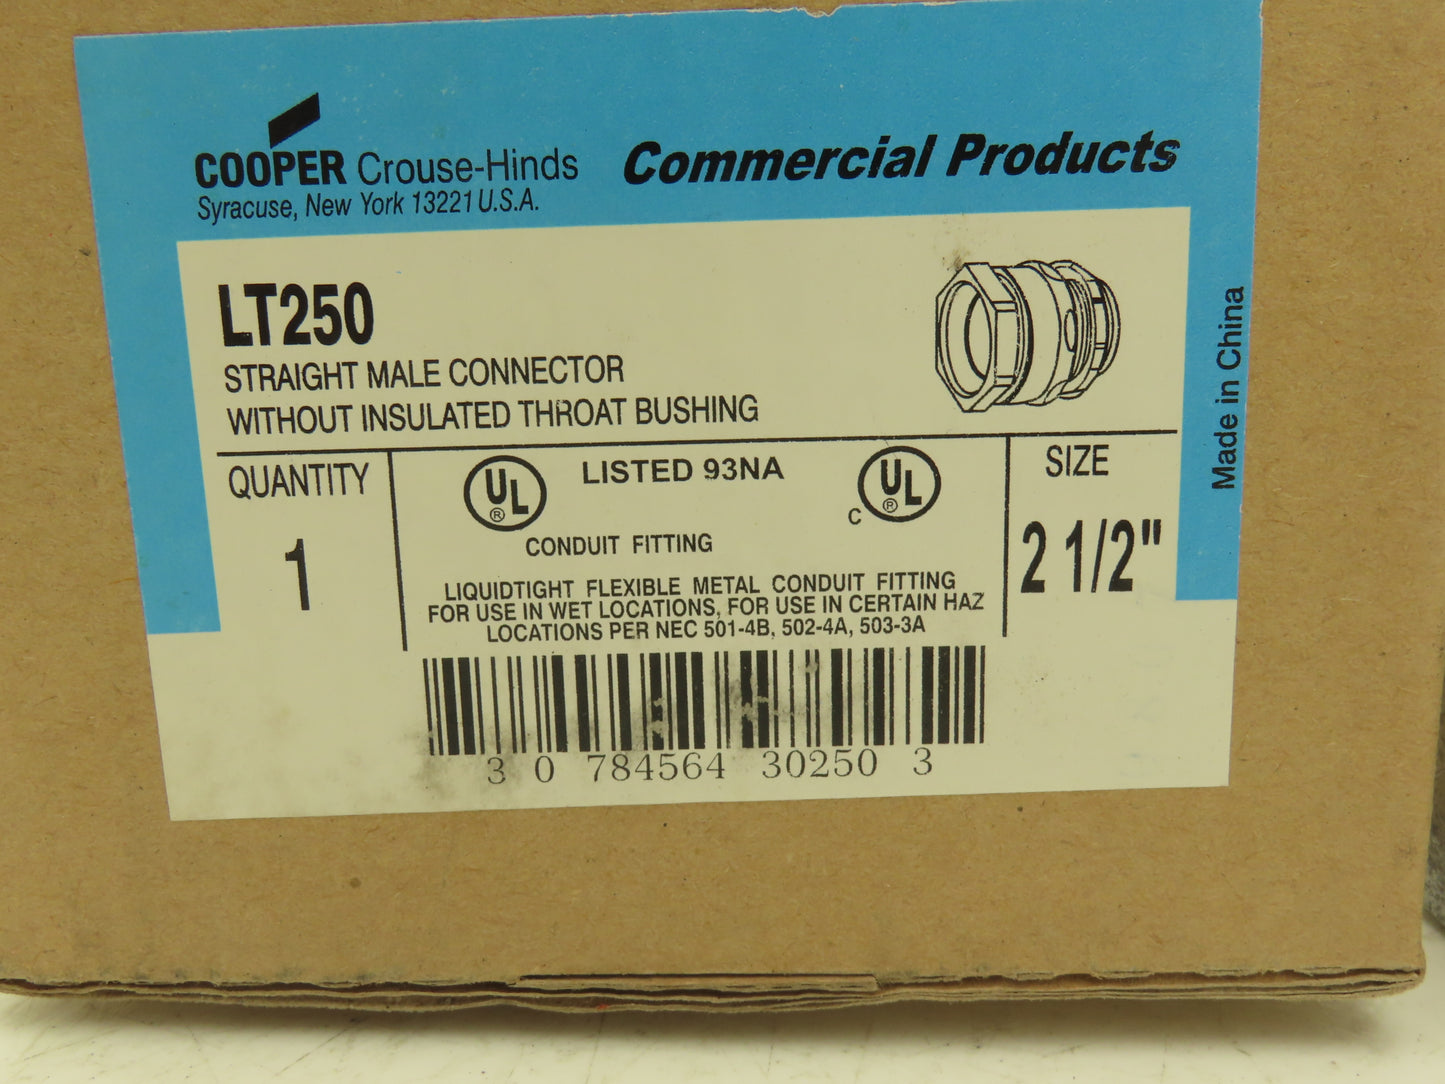 COOPER Crouse-Hinds
Syracuse, New York 13221 U.S.A.
Commercial Products
LT250
STRAIGHT MALE CONNECTOR
WITHOUT INSULATED THROAT BUSHING
Made in China
QUANTITY
1
UL ®
LISTED 93NA
C UL ®
CONDUIT FITTING
LIQUIDTIGHT FLEXIBLE METAL CONDUIT FITTING
FOR USE IN WET LOCATIONS, FOR USE IN CERTAIN HAZ
LOCATIONS PER NEC 501-4B, 502-4A, 503-3A
SIZE
2 1/2"
3 0 784564 30250 3